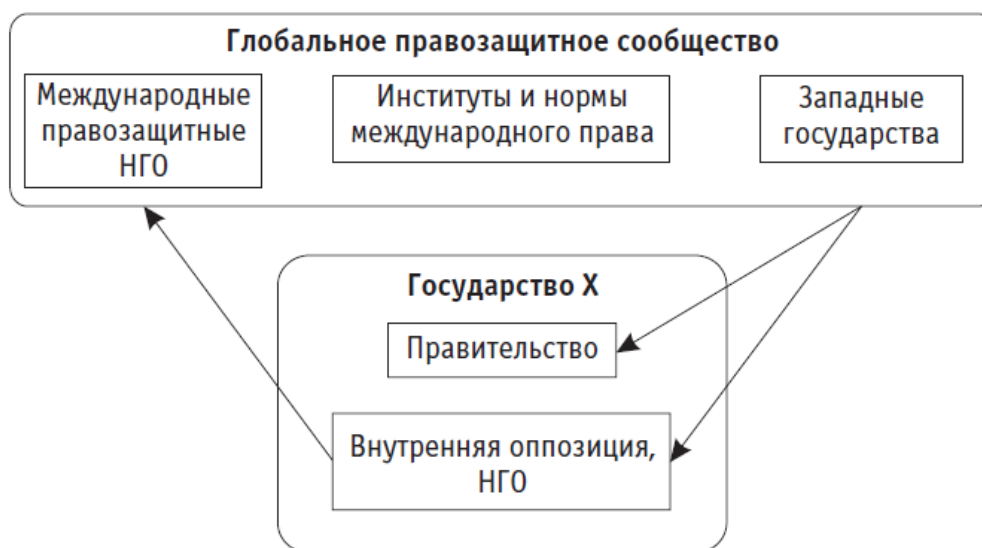 Глобальное правозащитное сообщество
Международные
правозащитные
НГО
Институты и нормы
международного права
Западные
государства
Государство X
Правительство
Внутренняя оппозиция,
НГО